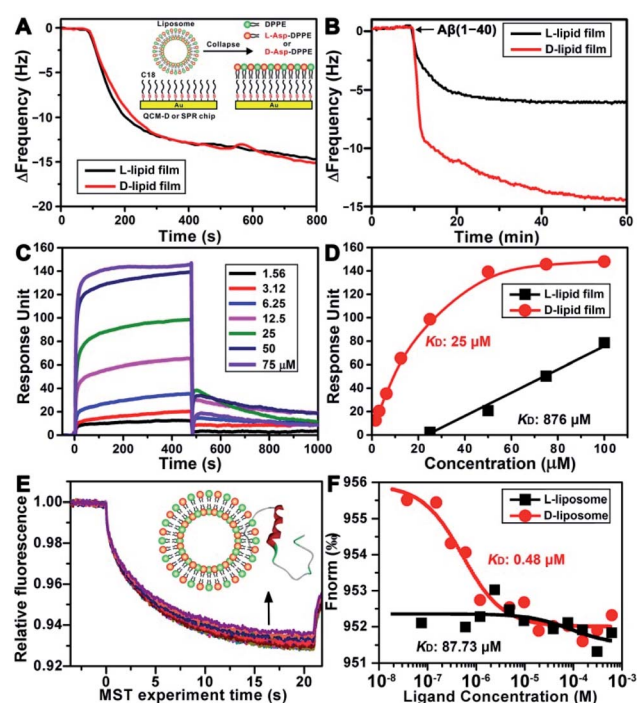 A
0
−5
−10
−15
−20
ΔFrequency (Hz)
0 200 400 600 800
Time (s)
Liposome
Collapse
DPPE
L-Asp-DPPE
or
D-Asp-DPPE
C18
Au
Au
QCM-D or SPR chip
L-lipid film
D-lipid film
B
0
−5
−10
−15
ΔFrequency (Hz)
0 20 40 60
Time (min)
Aβ(1−40)
L-lipid film
D-lipid film
C
160
140
120
100
80
60
40
20
0
Response Unit
0 200 400 600 800 1000
Time (s)
1.56
3.12
6.25
12.5
25
50
75 μM
D
160
140
120
100
80
60
40
20
0
Response Unit
0 20 40 60 80 100
Concentration (μM)
L-lipid film
D-lipid film
KD: 25 μM
KD: 876 μM
E
1.00
0.98
0.96
0.94
0.92
Relative fluorescence
0 5 10 15 20
MST experiment time (s)
F
956
955
954
953
952
951
Fnorm (‰)
10⁻⁸ 10⁻⁷ 10⁻⁶ 10⁻⁵ 10⁻⁴ 10⁻³
Ligand Concentration (M)
L-liposome
D-liposome
KD: 0.48 μM
KD: 87.73 μM